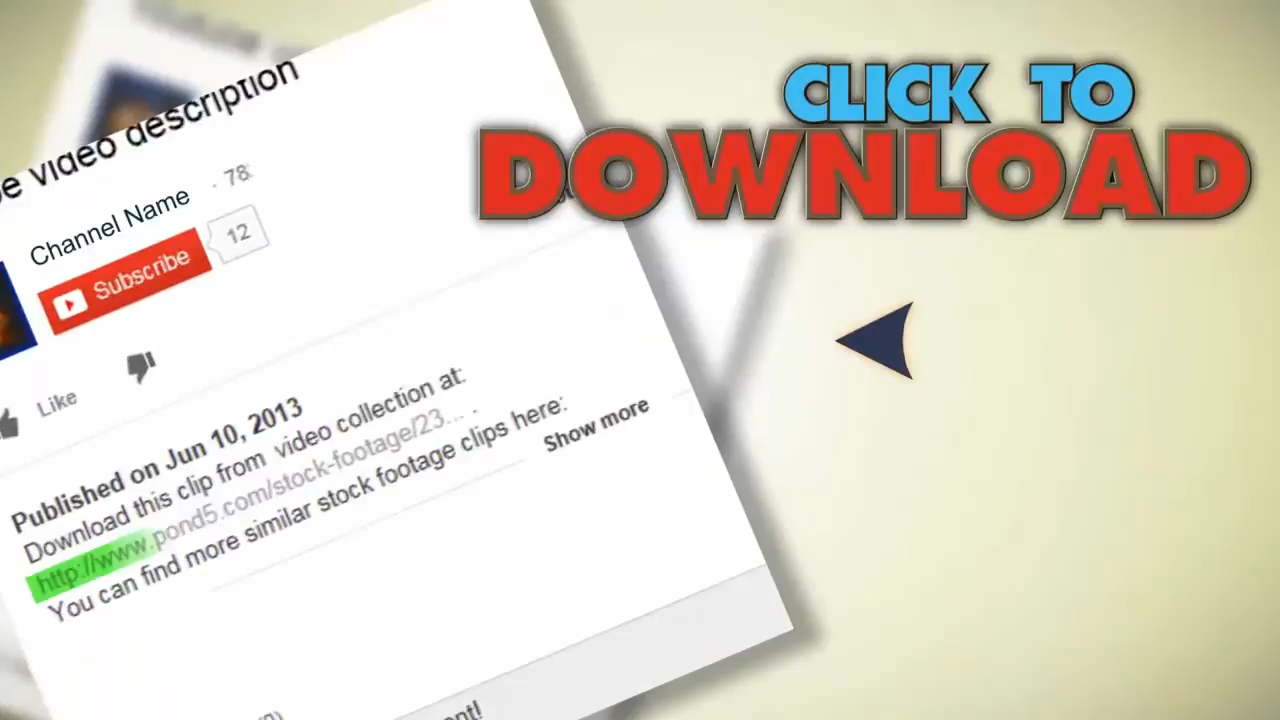 CLICK TO
DOWNLOAD
video description
Channel Name
Subscribe
12
Like
Published on Jun 10, 2013
Download this clip from video collection at:
http://www.pond5.com/stock-footage/23...
You can find more similar stock footage clips here:
Show more